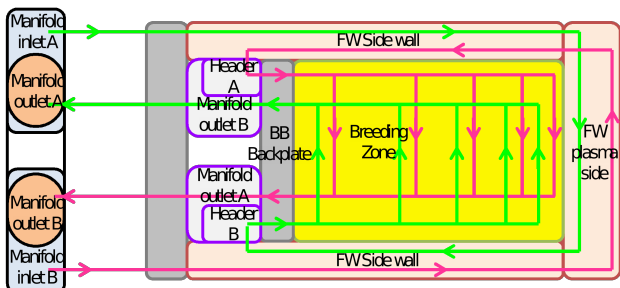 Manifold
inlet A
Manifold
outlet A
Manifold
outlet B
Manifold
inlet B
FW Side wall
Header
A
Manifold
outlet B
BB
Backplate
Breeding
Zone
FW
plasma
side
Manifold
outlet A
Header
B
FW Side wall